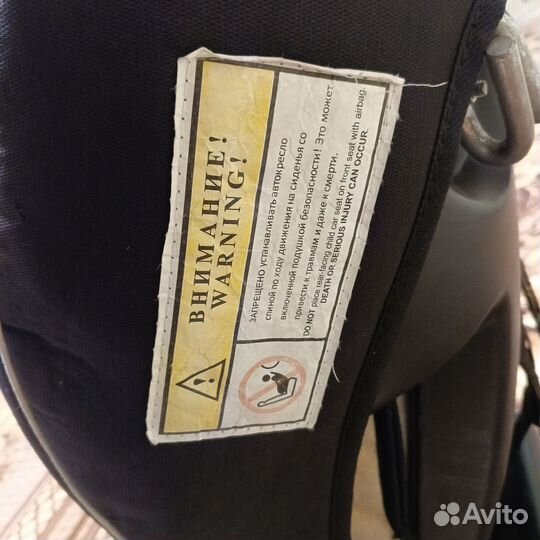 ВНИМАНИЕ!
WARNING!
ЗАПРЕЩЕНО устанавливать автокресло
спиной по ходу движения на сиденья со
включенной подушкой безопасности! Это может
привести к травмам и даже к смерти.
DO NOT place rear-facing child car seat on front seat with airbag.
DEATH OR SERIOUS INJURY CAN OCCUR.
Avito